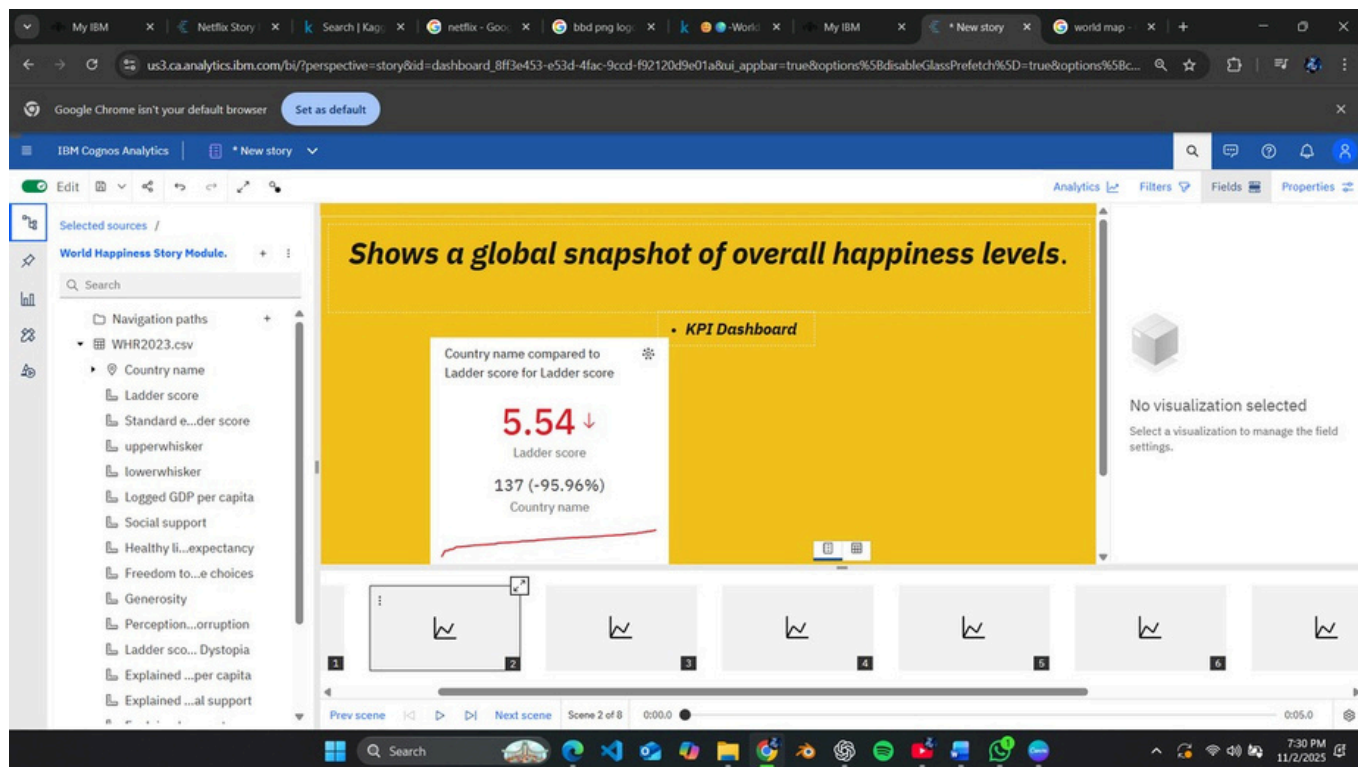 My IBM
Netflix Story
Search | Kagg
netflix - Goog
bbd png logo
-World
My IBM
* New story
world map -
us3.ca.analytics.ibm.com/bi/?perspective=story&id=dashboard_8ff3e453-e53d-4fac-9ccd-f92120d9e01a&ui_appbar=true&options%5BdisableGlassPrefetch%5D=true&options%5Bc...
Google Chrome isn't your default browser
Set as default
IBM Cognos Analytics
* New story
Edit
Analytics
Filters
Fields
Properties
Selected sources /
World Happiness Story Module.
Search
Navigation paths
WHR2023.csv
Country name
Ladder score
Standard e...der score
upperwhisker
lowerwhisker
Logged GDP per capita
Social support
Healthy li...expectancy
Freedom to...e choices
Generosity
Perception...orruption
Ladder sco... Dystopia
Explained ...per capita
Explained ...al support
Shows a global snapshot of overall happiness levels.
• KPI Dashboard
Country name compared to
Ladder score for Ladder score
5.54 ↓
Ladder score
137 (-95.96%)
Country name
No visualization selected
Select a visualization to manage the field
settings.
1
2
3
4
5
6
Prev scene
Next scene
Scene 2 of 8
0:00.0
0:05.0
Search
7:30 PM
11/2/2025